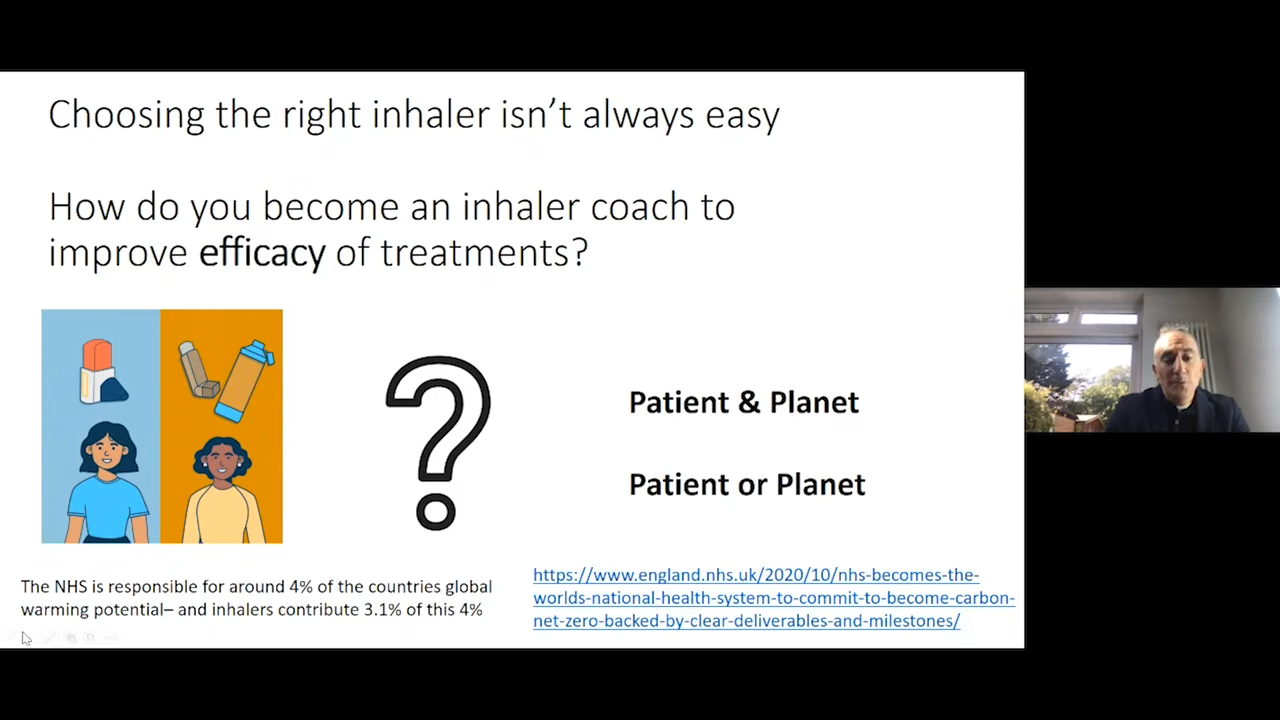 Choosing the right inhaler isn’t always easy
How do you become an inhaler coach to
improve efficacy of treatments?
Patient & Planet
Patient or Planet
The NHS is responsible for around 4% of the countries global
warming potential– and inhalers contribute 3.1% of this 4%
https://www.england.nhs.uk/2020/10/nhs-becomes-the-
worlds-national-health-system-to-commit-to-become-carbon-
net-zero-backed-by-clear-deliverables-and-milestones/